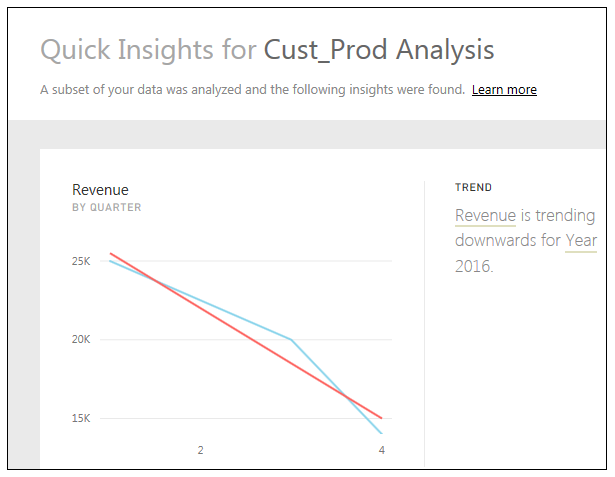 Quick Insights for Cust_Prod Analysis
A subset of your data was analyzed and the following insights were found. Learn more
Revenue
BY QUARTER
25K
20K
15K
2
4
TREND
Revenue is trending
downwards for Year
2016.